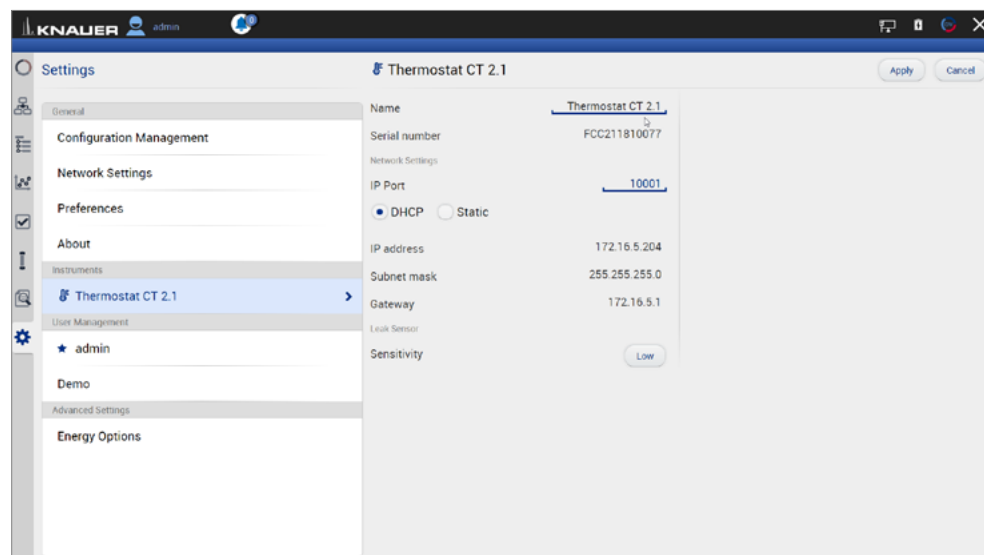 KNAUER admin 0
Settings
Thermostat CT 2.1
Apply Cancel
General
Configuration Management
Network Settings
Preferences
About
Instruments
Thermostat CT 2.1
User Management
admin
Demo
Advanced Settings
Energy Options
Name Thermostat CT 2.1
Serial number FCC211810077
Network Settings
IP Port 10001
DHCP Static
IP address 172.16.5.204
Subnet mask 255.255.255.0
Gateway 172.16.5.1
Leak Sensor
Sensitivity Low